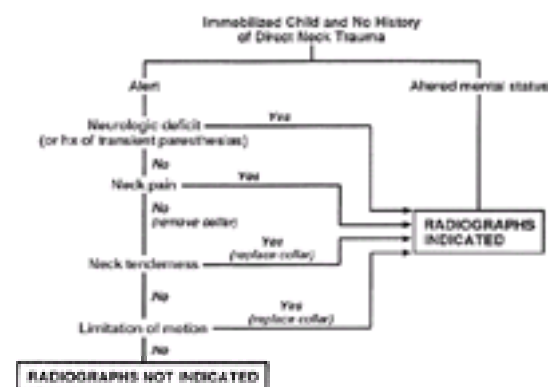 Immobilized Child and No History
of Direct Neck Trauma
Alert
Altered mental status
Neurologic deficit
(or hx of transient paresthesias)
Yes
No
Neck pain
Yes
No
(remove collar)
RADIOGRAPHS
INDICATED
Neck tenderness
Yes
(replace collar)
No
Limitation of motion
Yes
(replace collar)
No
RADIOGRAPHS NOT INDICATED